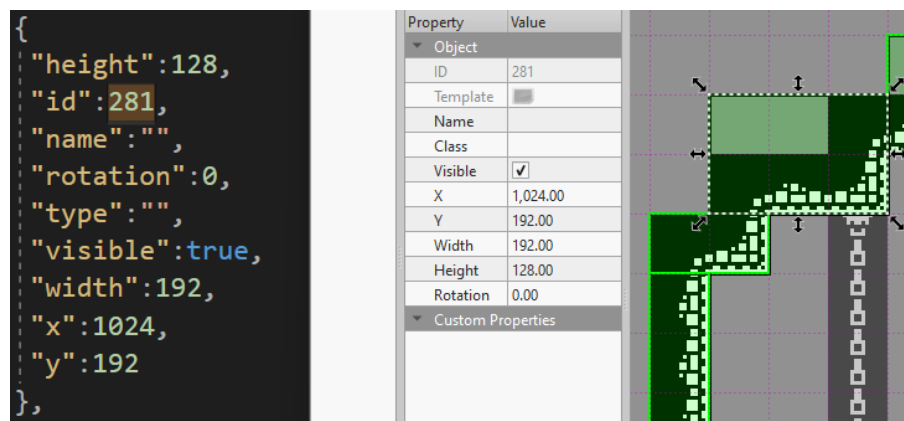 {
"height":128,
"id":281,
"name":"",
"rotation":0,
"type":"",
"visible":true,
"width":192,
"x":1024,
"y":192
},
Property Value
Object
ID 281
Template
Name
Class
Visible
X 1,024.00
Y 192.00
Width 192.00
Height 128.00
Rotation 0.00
Custom Properties